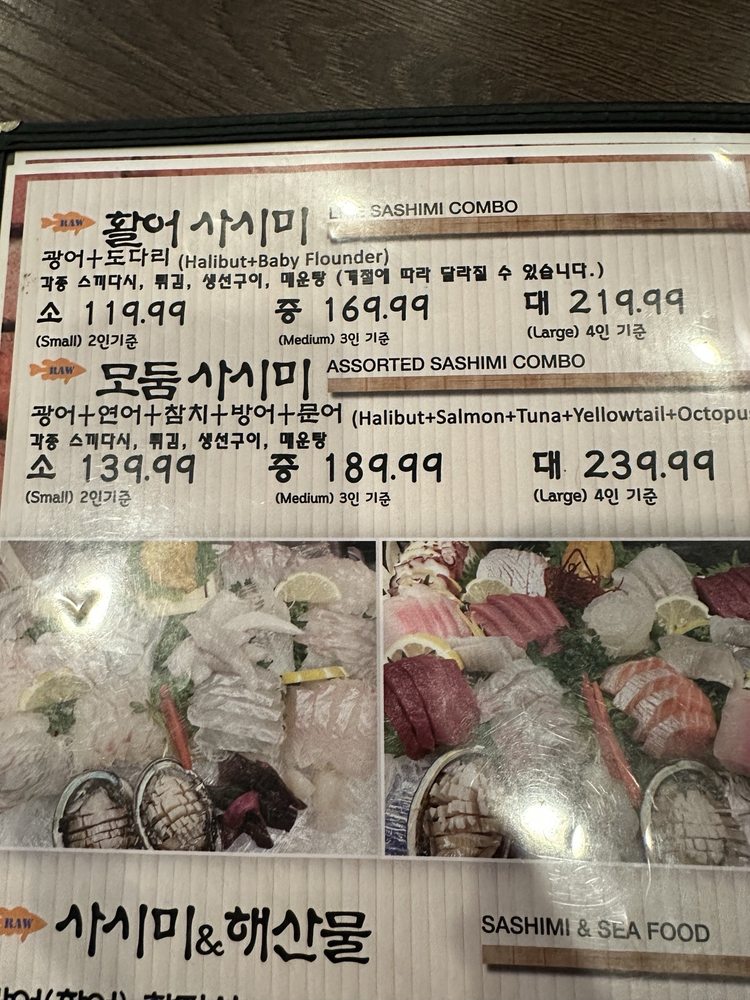 RAW 활어 사시미 LIVE SASHIMI COMBO
광어+도다리 (Halibut+Baby Flounder)
각종 스끼다시, 튀김, 생선구이, 매운탕 (계절에 따라 달라질 수 있습니다.)
소 119.99 중 169.99 대 219.99
(Small) 2인기준 (Medium) 3인 기준 (Large) 4인 기준
RAW 모둠 사시미 ASSORTED SASHIMI COMBO
광어+연어+참치+방어+문어 (Halibut+Salmon+Tuna+Yellowtail+Octopus
각종 스끼다시, 튀김, 생선구이, 매운탕
소 139.99 중 189.99 대 239.99
(Small) 2인기준 (Medium) 3인 기준 (Large) 4인 기준
RAW 사시미&해산물 SASHIMI & SEA FOOD